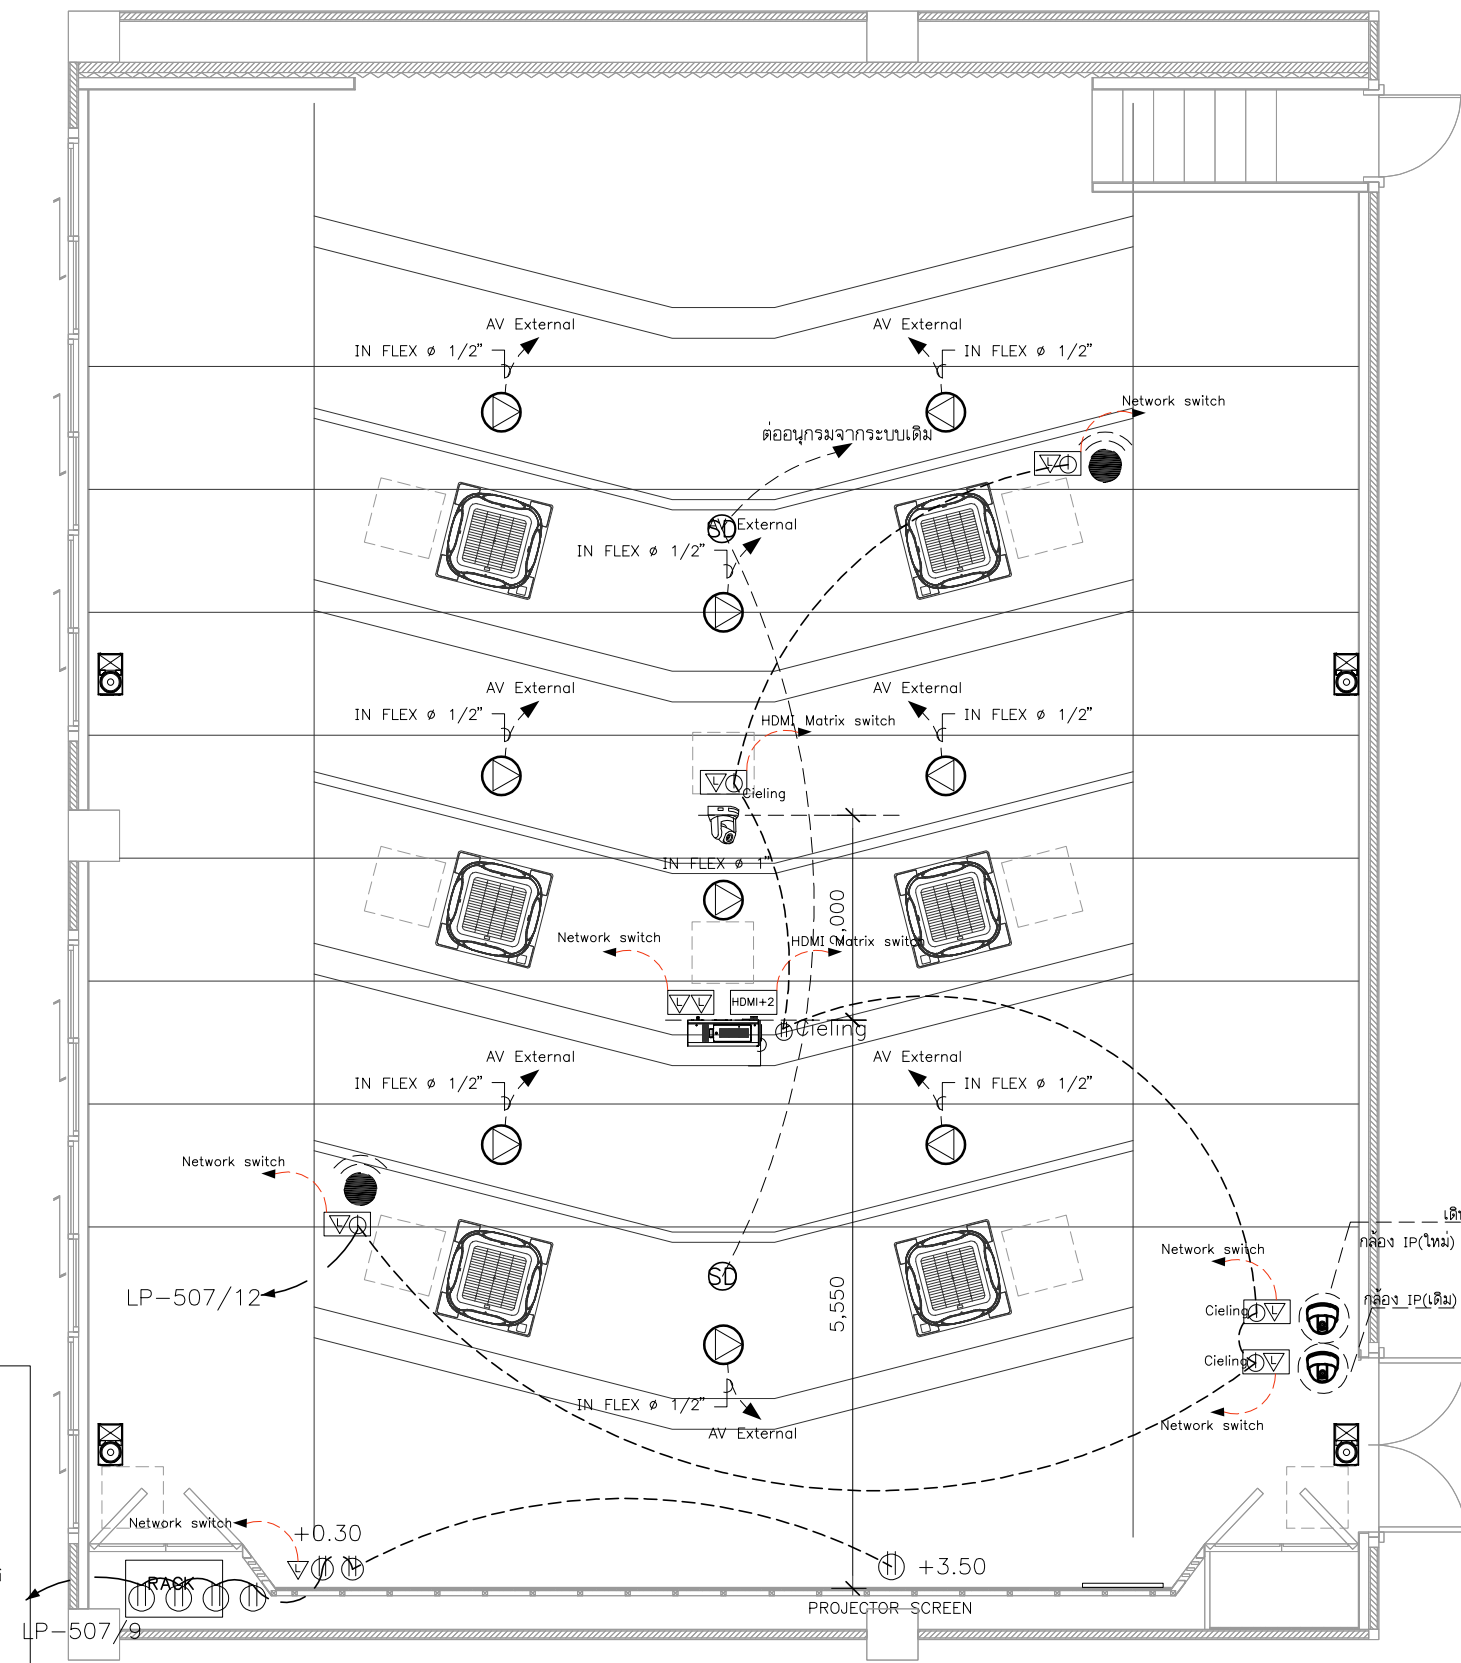 AV External
AV External
IN FLEX ø 1/2"
IN FLEX ø 1/2"
Network switch
ต่ออนุกรมจากระบบเดิม
L
SD
AV External
IN FLEX ø 1/2"
AV External
AV External
IN FLEX ø 1/2"
IN FLEX ø 1/2"
HDMI Matrix switch
L
Cieling
IN FLEX ø 1"
Network switch
HDMI Matrix switch
L L
HDMI+2
Cieling
AV External
AV External
IN FLEX ø 1/2"
IN FLEX ø 1/2"
Network switch
L
กล้อง IP(ใหม่)
Network switch
SD
LP-507/12
5,550
กล้อง IP(เดิม)
Cieling
L
Cieling
L
IN FLEX ø 1/2"
AV External
Network switch
Network switch
+0.30
L
+3.50
RACK
PROJECTOR SCREEN
LP-507/9